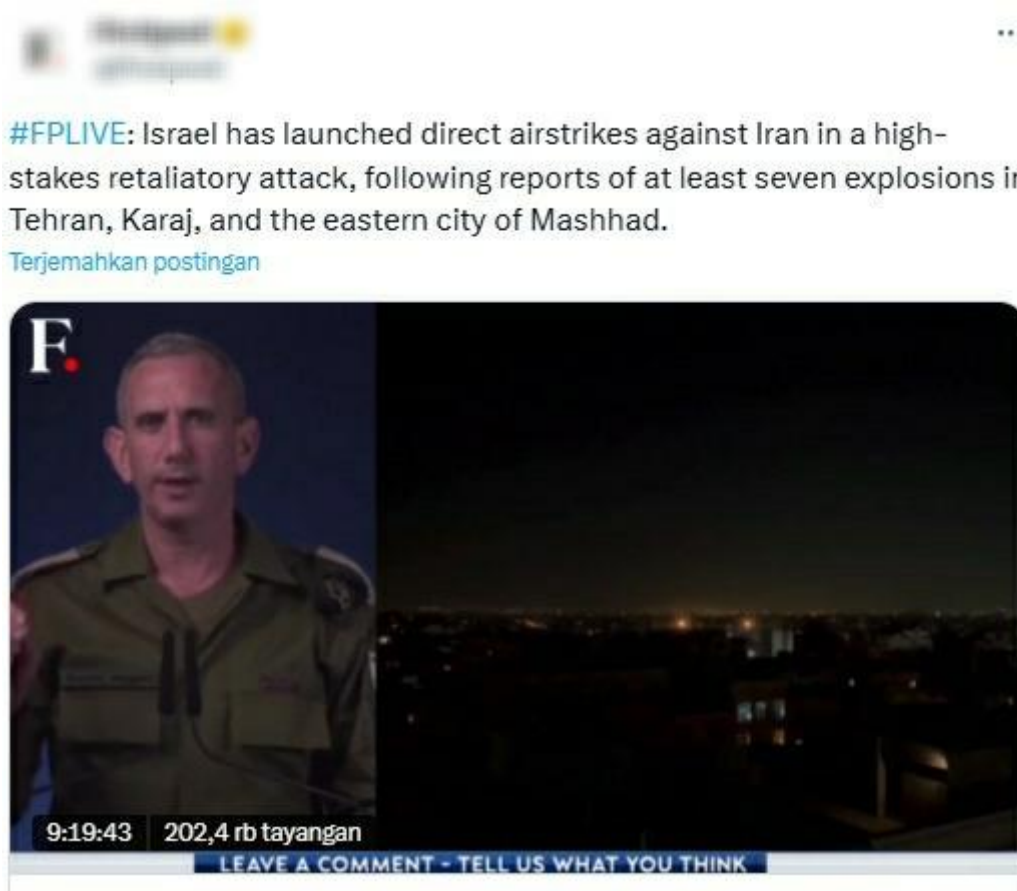 #FPLIVE: Israel has launched direct airstrikes against Iran in a high-
stakes retaliatory attack, following reports of at least seven explosions in
Tehran, Karaj, and the eastern city of Mashhad.
Terjemahkan postingan
F.
9:19:43 202,4 rb tayangan
LEAVE A COMMENT - TELL US WHAT YOU THINK